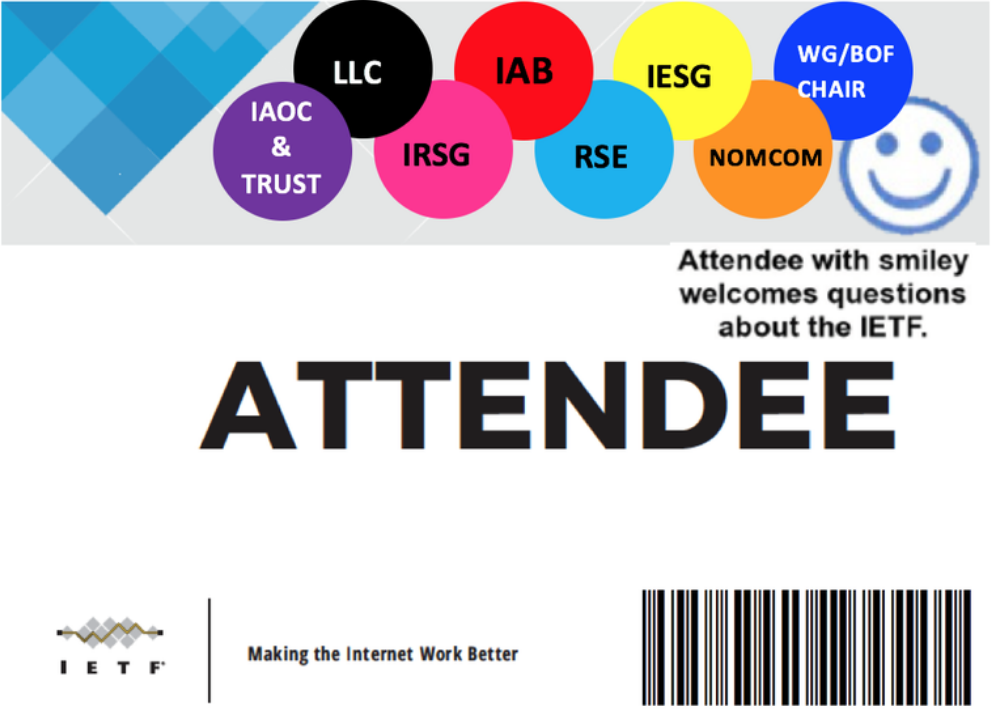 LLC
IAB
IESG
WG/BOF
CHAIR
IAOC
&
TRUST
IRSG
RSE
NOMCOM
Attendee with smiley
welcomes questions
about the IETF.
ATTENDEE
IETF®
Making the Internet Work Better